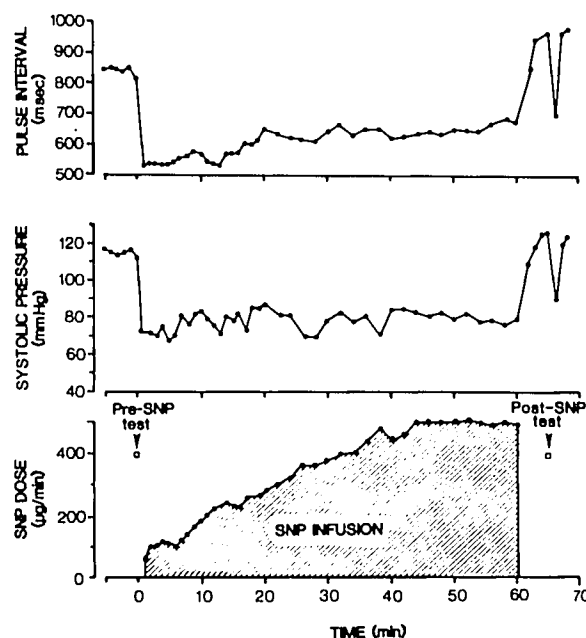 1000
900
800
700
600
500
PULSE INTERVAL
(msec)
120
100
80
60
40
SYSTOLIC PRESSURE
(mmHg)
Pre-SNP
test
Post-SNP
test
400
200
0
SNP DOSE
(µg/min)
SNP INFUSION
0 10 20 30 40 50 60 70
TIME (min)